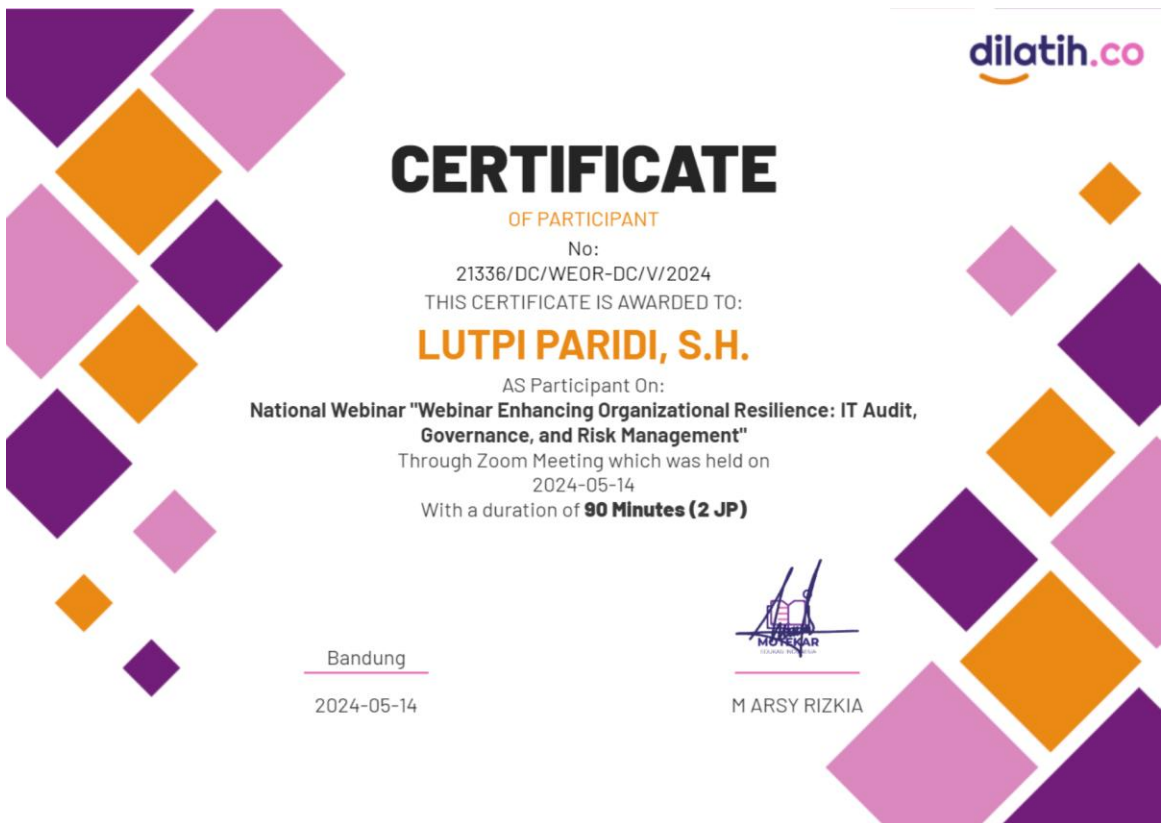 dilatih.co
CERTIFICATE
OF PARTICIPANT
No:
21336/DC/WEOR-DC/V/2024
THIS CERTIFICATE IS AWARDED TO:
LUTPI PARIDI, S.H.
AS Participant On:
National Webinar "Webinar Enhancing Organizational Resilience: IT Audit,
Governance, and Risk Management"
Through Zoom Meeting which was held on
2024-05-14
With a duration of 90 Minutes (2 JP)
MOTEKAR
Bandung
2024-05-14
M ARSY RIZKIA